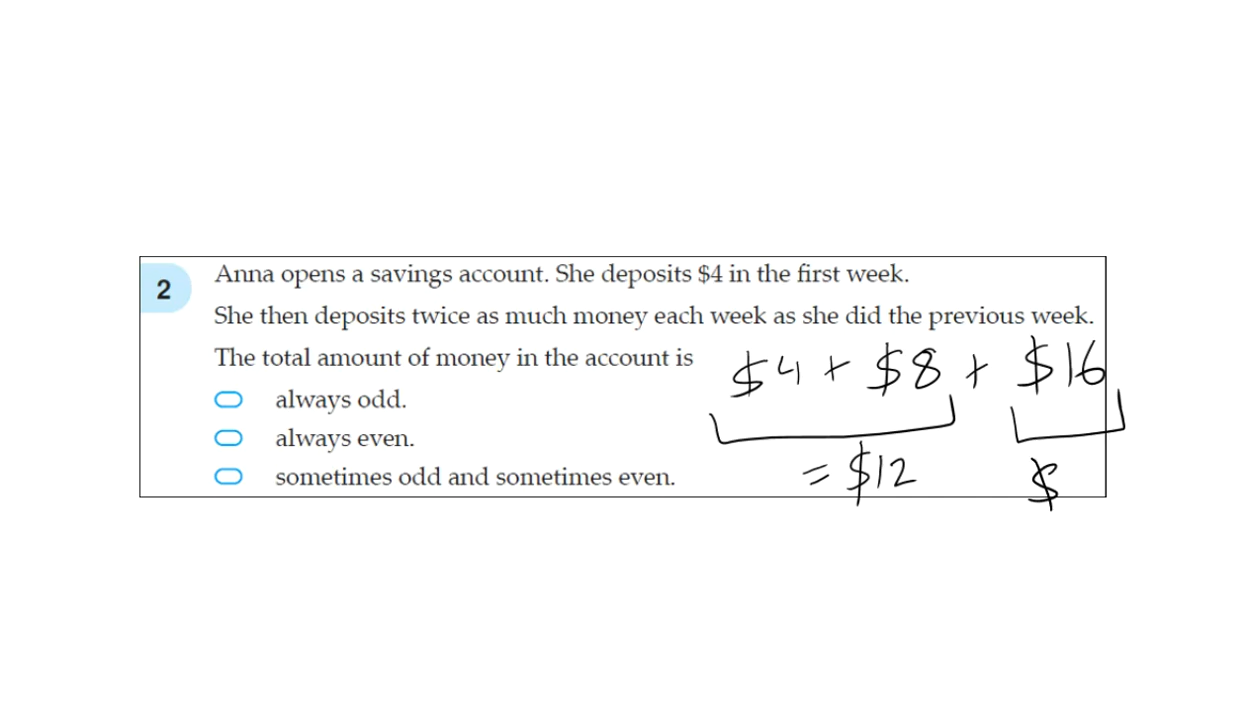 2
Anna opens a savings account. She deposits $4 in the first week.
She then deposits twice as much money each week as she did the previous week.
The total amount of money in the account is
$4 + $8 + $16
always odd.
always even.
= $12 $
sometimes odd and sometimes even.